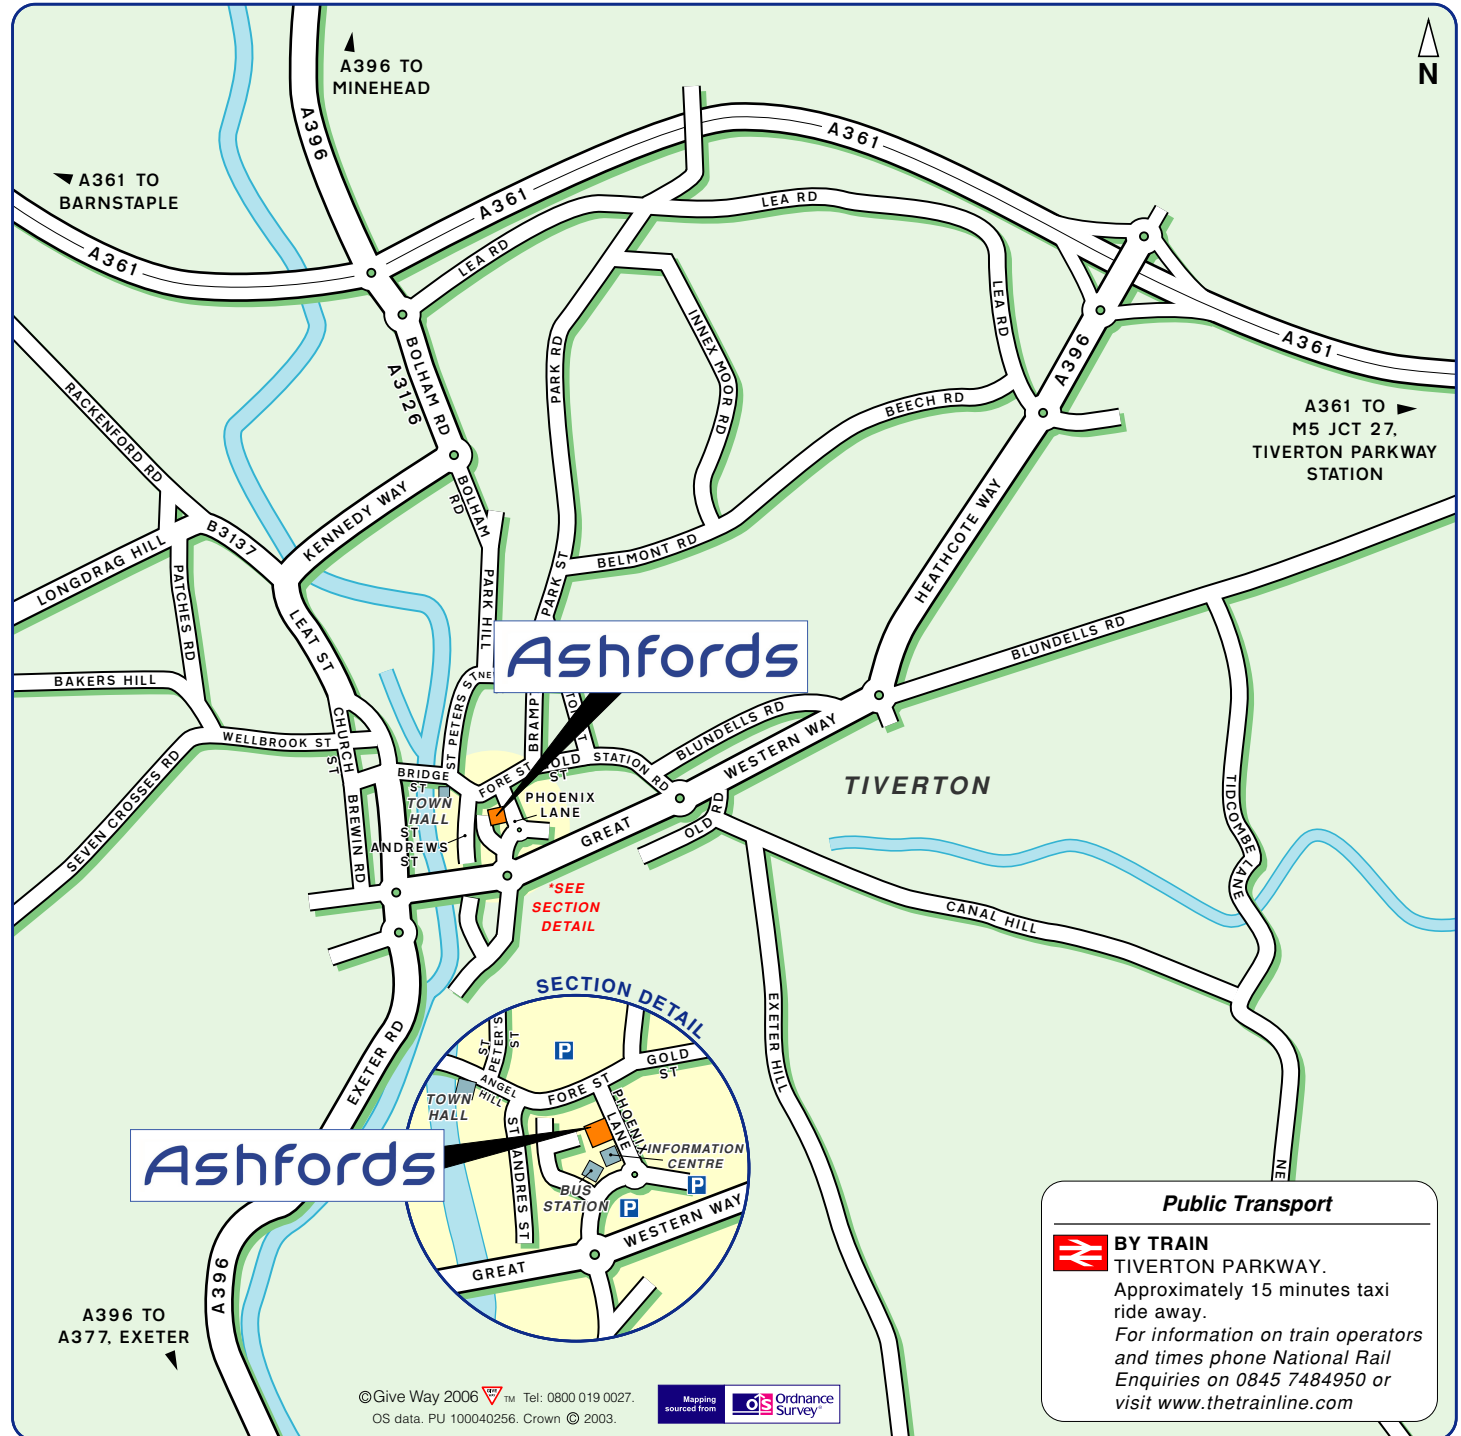 N
A396 TO
MINEHEAD
A396
A361
A361
A361 TO
BARNSTAPLE
A361
LEA RD
LEA RD
LEA RD
A396
A361
A361 TO
M5 JCT 27,
TIVERTON PARKWAY
STATION
BOLHAM RD
A3126
PARK RD
INNEX MOOR RD
BEECH RD
RACKENFORD RD
KENNEDY WAY
BOLHAM
RD
B3137
LONGDRAG HILL
PATCHES RD
BELMONT RD
HEATHCOTE WAY
PARK HILL
PARK ST
LEAT ST
BLUNDELLS RD
Ashfords
BAKERS HILL
ST PETERS ST
NE
BRAMP
TO
T
WELLBROOK ST
CHURCH
ST
BLUNDELLS RD
WESTERN WAY
SEVEN CROSSES RD
BRIDGE
ST
FORE ST
GOLD
ST
STATION RD
TOWN
HALL
PHOENIX
LANE
TIVERTON
BREWIN RD
ST
ANDREWS
ST
GREAT
OLD RD
TIDCOMBE LANE
*SEE
SECTION
DETAIL
CANAL HILL
EXETER HILL
EXETER RD
SECTION DETAIL
ST
PETER'S
ST
P
GOLD
ST
ANGEL
HILL
FORE ST
TOWN
HALL
PHOENIX
LANE
ST ANDRES ST
INFORMATION
CENTRE
Ashfords
BUS
STATION
P
P
WESTERN WAY
GREAT
NE
A396
A396 TO
A377, EXETER
Public Transport
BY TRAIN
TIVERTON PARKWAY.
Approximately 15 minutes taxi
ride away.
For information on train operators
and times phone National Rail
Enquiries on 0845 7484950 or
visit www.thetrainline.com
©Give Way 2006 GIVE WAY TM Tel: 0800 019 0027.
OS data. PU 100040256. Crown © 2003.
Mapping
sourced from
OS Ordnance
Survey®